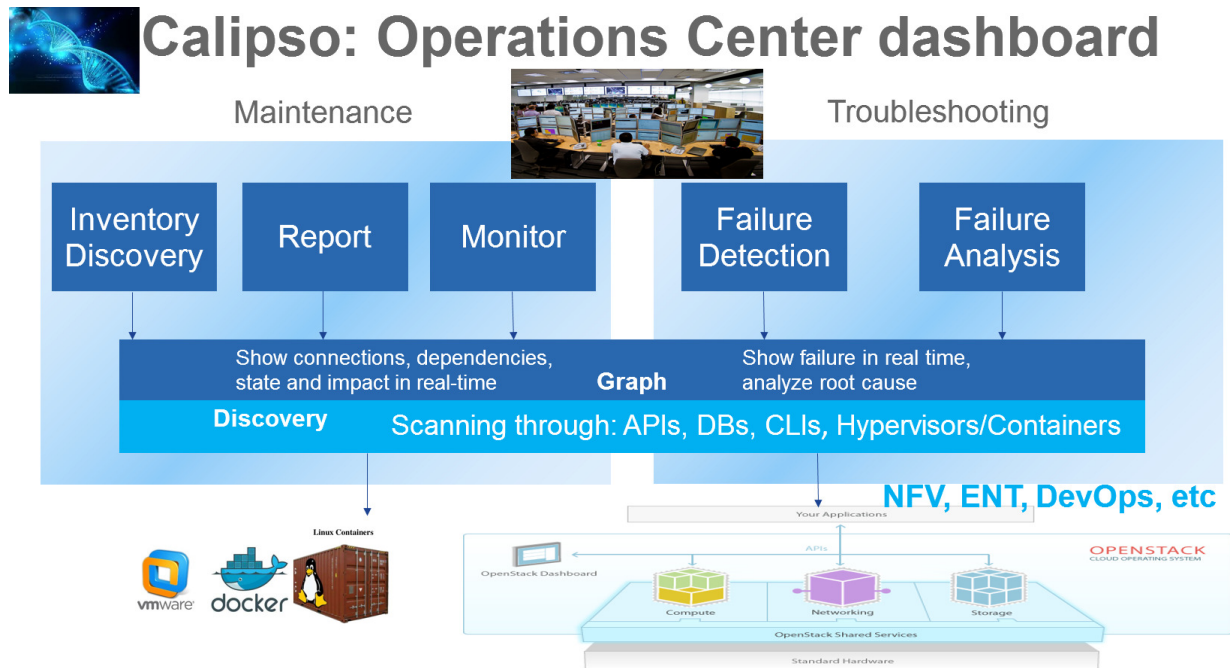 Calipso: Operations Center dashboard
Maintenance
Troubleshooting
Inventory
Discovery
Report
Monitor
Failure
Detection
Failure
Analysis
Show connections, dependencies,
state and impact in real-time
Graph
Show failure in real time,
analyze root cause
Discovery
Scanning through: APIs, DBs, CLIs, Hypervisors/Containers
NFV, ENT, DevOps, etc
Your Applications
Linux Containers
vmware
docker
APIs
OpenStack Dashboard
OPENSTACK
CLOUD OPERATING SYSTEM
Compute
Networking
Storage
OpenStack Shared Services
Standard Hardware